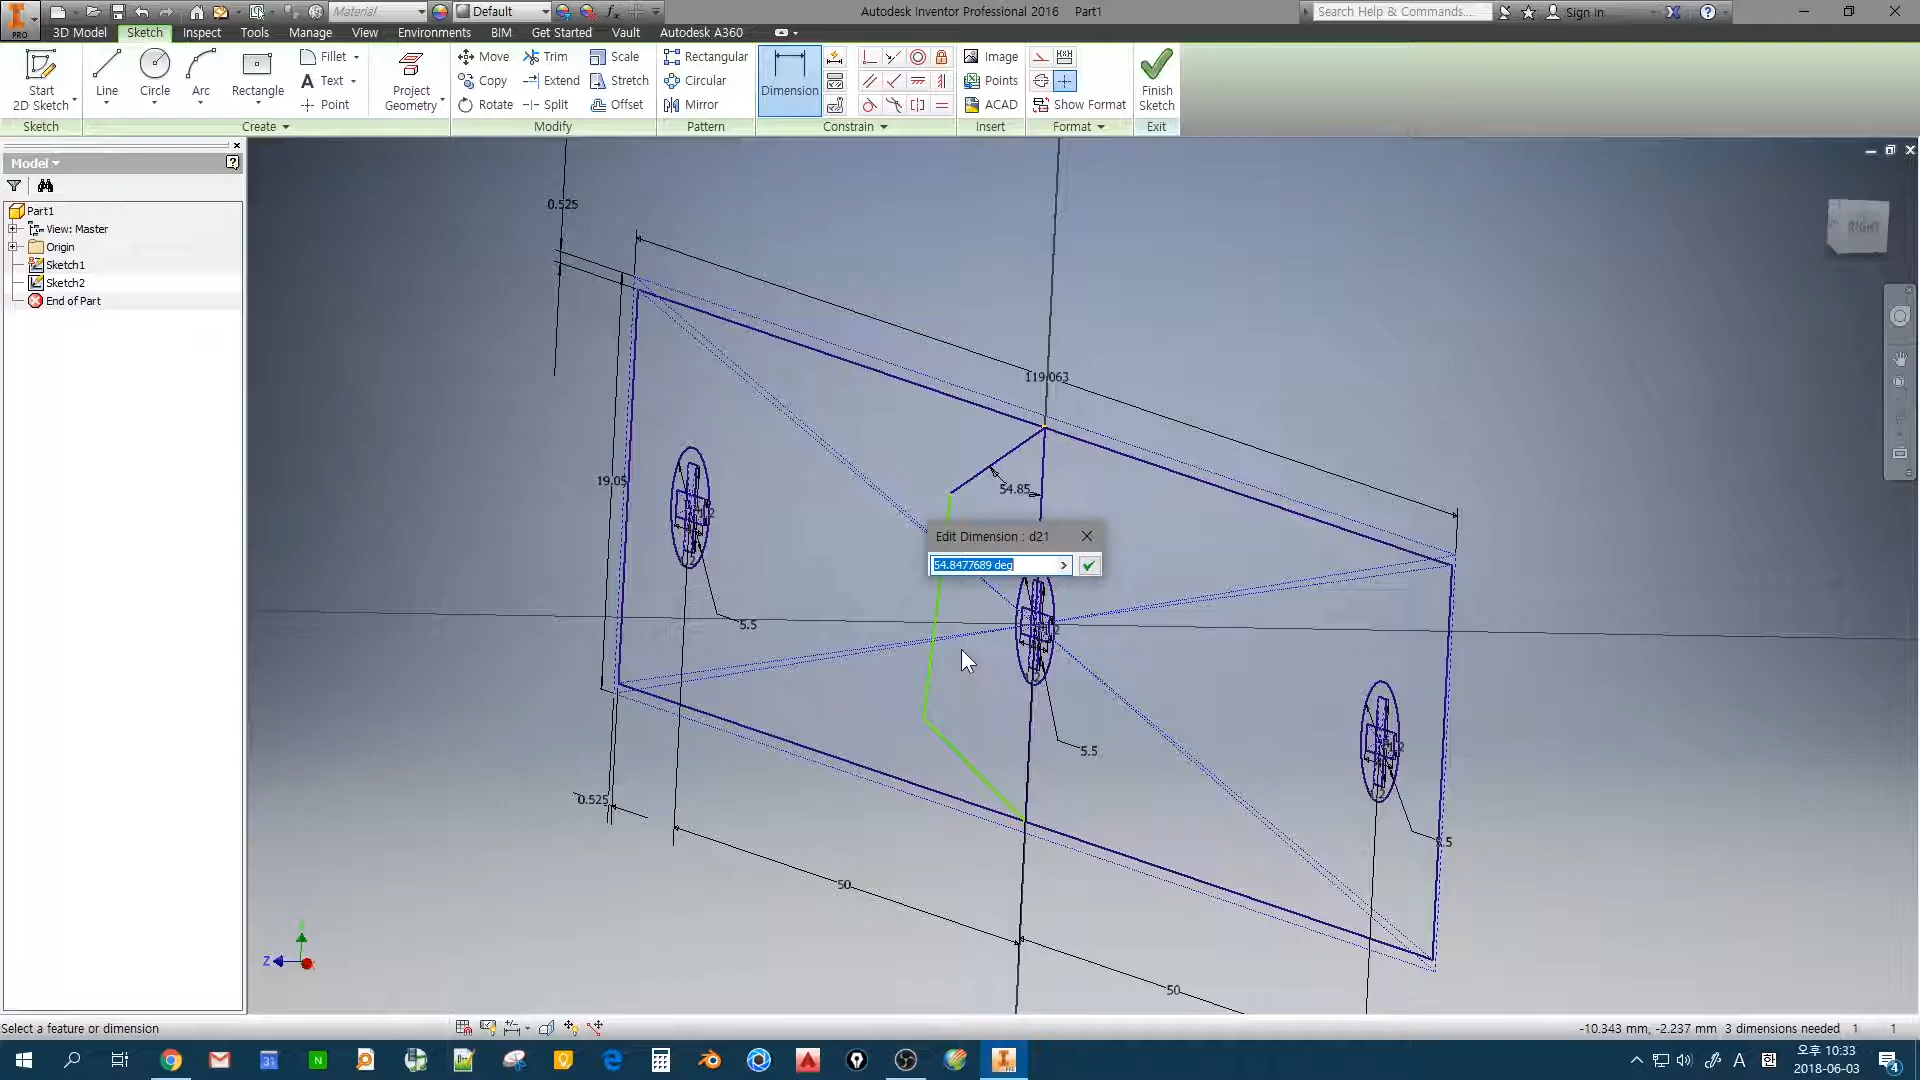 Material
Default
Autodesk Inventor Professional 2016 Part1
Search Help & Commands...
Sign In
PRO
3D Model Sketch Inspect Tools Manage View Environments BIM Get Started Vault Autodesk A360
Start
2D Sketch
Line
Circle
Arc
Rectangle
Fillet
Text
Point
Project
Geometry
Move
Copy
Rotate
Trim
Extend
Split
Scale
Stretch
Offset
Rectangular
Circular
Mirror
Dimension
Image
Points
ACAD
Show Format
Finish
Sketch
Sketch Create Modify Pattern Constrain Insert Format Exit
Model
Part1
View: Master
Origin
Sketch1
Sketch2
End of Part
RIGHT
0.525
119.063
19.05
54.85
Edit Dimension : d21
54.8477689 deg
5.5
5.5
0.525
50
50
Z
Select a feature or dimension
-10.343 mm, -2.237 mm 3 dimensions needed 1 1
A
오후 10:33
2018-06-03
4